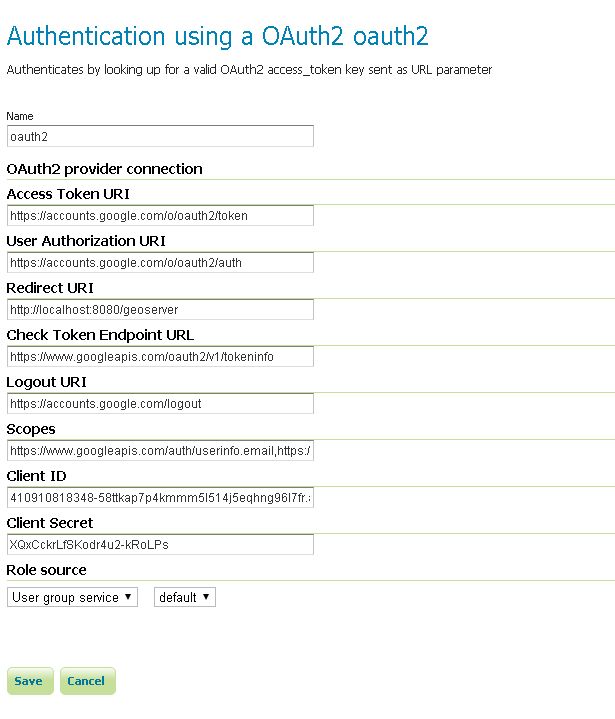 Authentication using a OAuth2 oauth2
Authenticates by looking up for a valid OAuth2 access_token key sent as URL parameter
Name
oauth2
OAuth2 provider connection
Access Token URI
https://accounts.google.com/o/oauth2/token
User Authorization URI
https://accounts.google.com/o/oauth2/auth
Redirect URI
http://localhost:8080/geoserver
Check Token Endpoint URL
https://www.googleapis.com/oauth2/v1/tokeninfo
Logout URI
https://accounts.google.com/logout
Scopes
https://www.googleapis.com/auth/userinfo.email,https:/
Client ID
410910818348-58ttkap7p4kmmm5l514j5eqhng96l7fr.a
Client Secret
XQxCckrLfSKodr4u2-kRoLPs
Role source
User group service default
Save Cancel